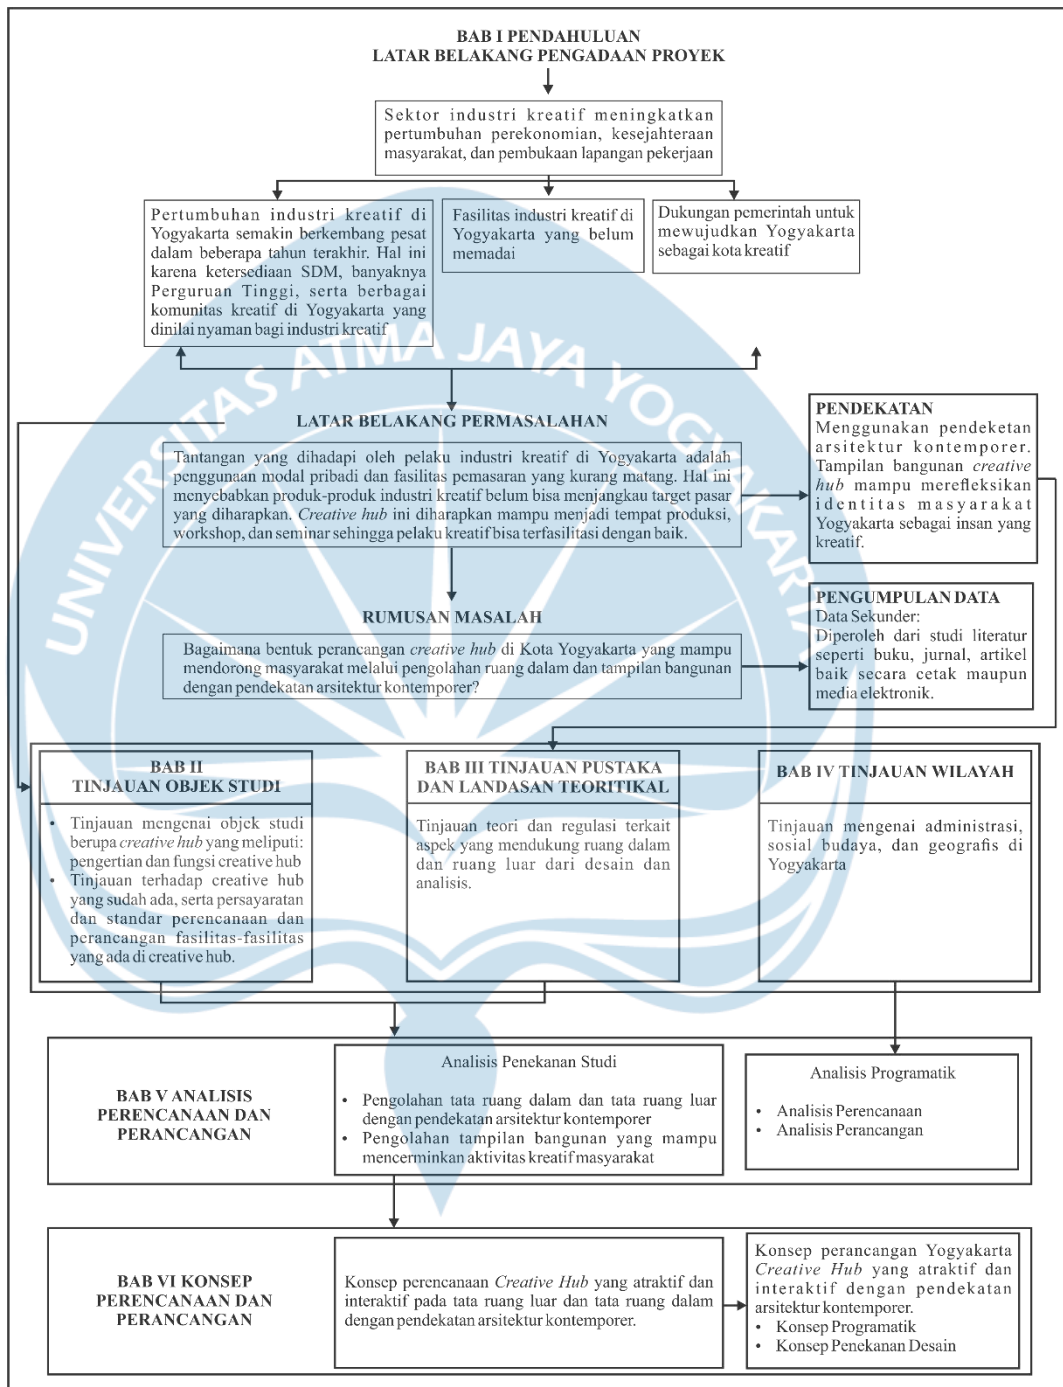 BAB I PENDAHULUAN
LATAR BELAKANG PENGADAAN PROYEK
Sektor industri kreatif meningkatkan
pertumbuhan perekonomian, kesejahteraan
masyarakat, dan pembukaan lapangan pekerjaan
Pertumbuhan industri kreatif di
Yogyakarta semakin berkembang pesat
dalam beberapa tahun terakhir. Hal ini
karena ketersediaan SDM, banyaknya
Perguruan Tinggi, serta berbagai
komunitas kreatif di Yogyakarta yang
dinilai nyaman bagi industri kreatif
Fasilitas industri kreatif di
Yogyakarta yang belum
memadai
Dukungan pemerintah untuk
mewujudkan Yogyakarta
sebagai kota kreatif
UNIVERSITAS ATMA JAYA YOGYAKARTA
LATAR BELAKANG PERMASALAHAN
Tantangan yang dihadapi oleh pelaku industri kreatif di Yogyakarta adalah
penggunaan modal pribadi dan fasilitas pemasaran yang kurang matang. Hal ini
menyebabkan produk-produk industri kreatif belum bisa menjangkau target pasar
yang diharapkan. Creative hub ini diharapkan mampu menjadi tempat produksi,
workshop, dan seminar sehingga pelaku kreatif bisa terfasilitasi dengan baik.
PENDEKATAN
Menggunakan pendeketan
arsitektur kontemporer.
Tampilan bangunan creative
hub mampu merefleksikan
identitas masyarakat
Yogyakarta sebagai insan yang
kreatif.
RUMUSAN MASALAH
Bagaimana bentuk perancangan creative hub di Kota Yogyakarta yang mampu
mendorong masyarakat melalui pengolahan ruang dalam dan tampilan bangunan
dengan pendekatan arsitektur kontemporer?
PENGUMPULAN DATA
Data Sekunder:
Diperoleh dari studi literatur
seperti buku, jurnal, artikel
baik secara cetak maupun
media elektronik.
BAB II
TINJAUAN OBJEK STUDI
• Tinjauan mengenai objek studi
berupa creative hub yang meliputi:
pengertian dan fungsi creative hub
• Tinjauan terhadap creative hub
yang sudah ada, serta persayaratan
dan standar perencanaan dan
perancangan fasilitas-fasilitas
yang ada di creative hub.
BAB III TINJAUAN PUSTAKA
DAN LANDASAN TEORITIKAL
Tinjauan teori dan regulasi terkait
aspek yang mendukung ruang dalam
dan ruang luar dari desain dan
analisis.
BAB IV TINJAUAN WILAYAH
Tinjauan mengenai administrasi,
sosial budaya, dan geografis di
Yogyakarta
BAB V ANALISIS
PERENCANAAN DAN
PERANCANGAN
Analisis Penekanan Studi
• Pengolahan tata ruang dalam dan tata ruang luar
dengan pendekatan arsitektur kontemporer
• Pengolahan tampilan bangunan yang mampu
mencerminkan aktivitas kreatif masyarakat
Analisis Programatik
• Analisis Perencanaan
• Analisis Perancangan
BAB VI KONSEP
PERENCANAAN DAN
PERANCANGAN
Konsep perencanaan Creative Hub yang atraktif dan
interaktif pada tata ruang luar dan tata ruang dalam
dengan pendekatan arsitektur kontemporer.
Konsep perancangan Yogyakarta
Creative Hub yang atraktif dan
interaktif dengan pendekatan
arsitektur kontemporer.
• Konsep Programatik
• Konsep Penekanan Desain